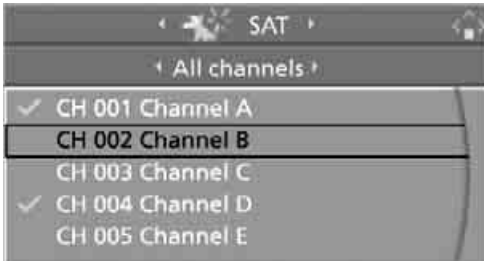 SAT
All channels
CH 001 Channel A
CH 002 Channel B
CH 003 Channel C
CH 004 Channel D
CH 005 Channel E